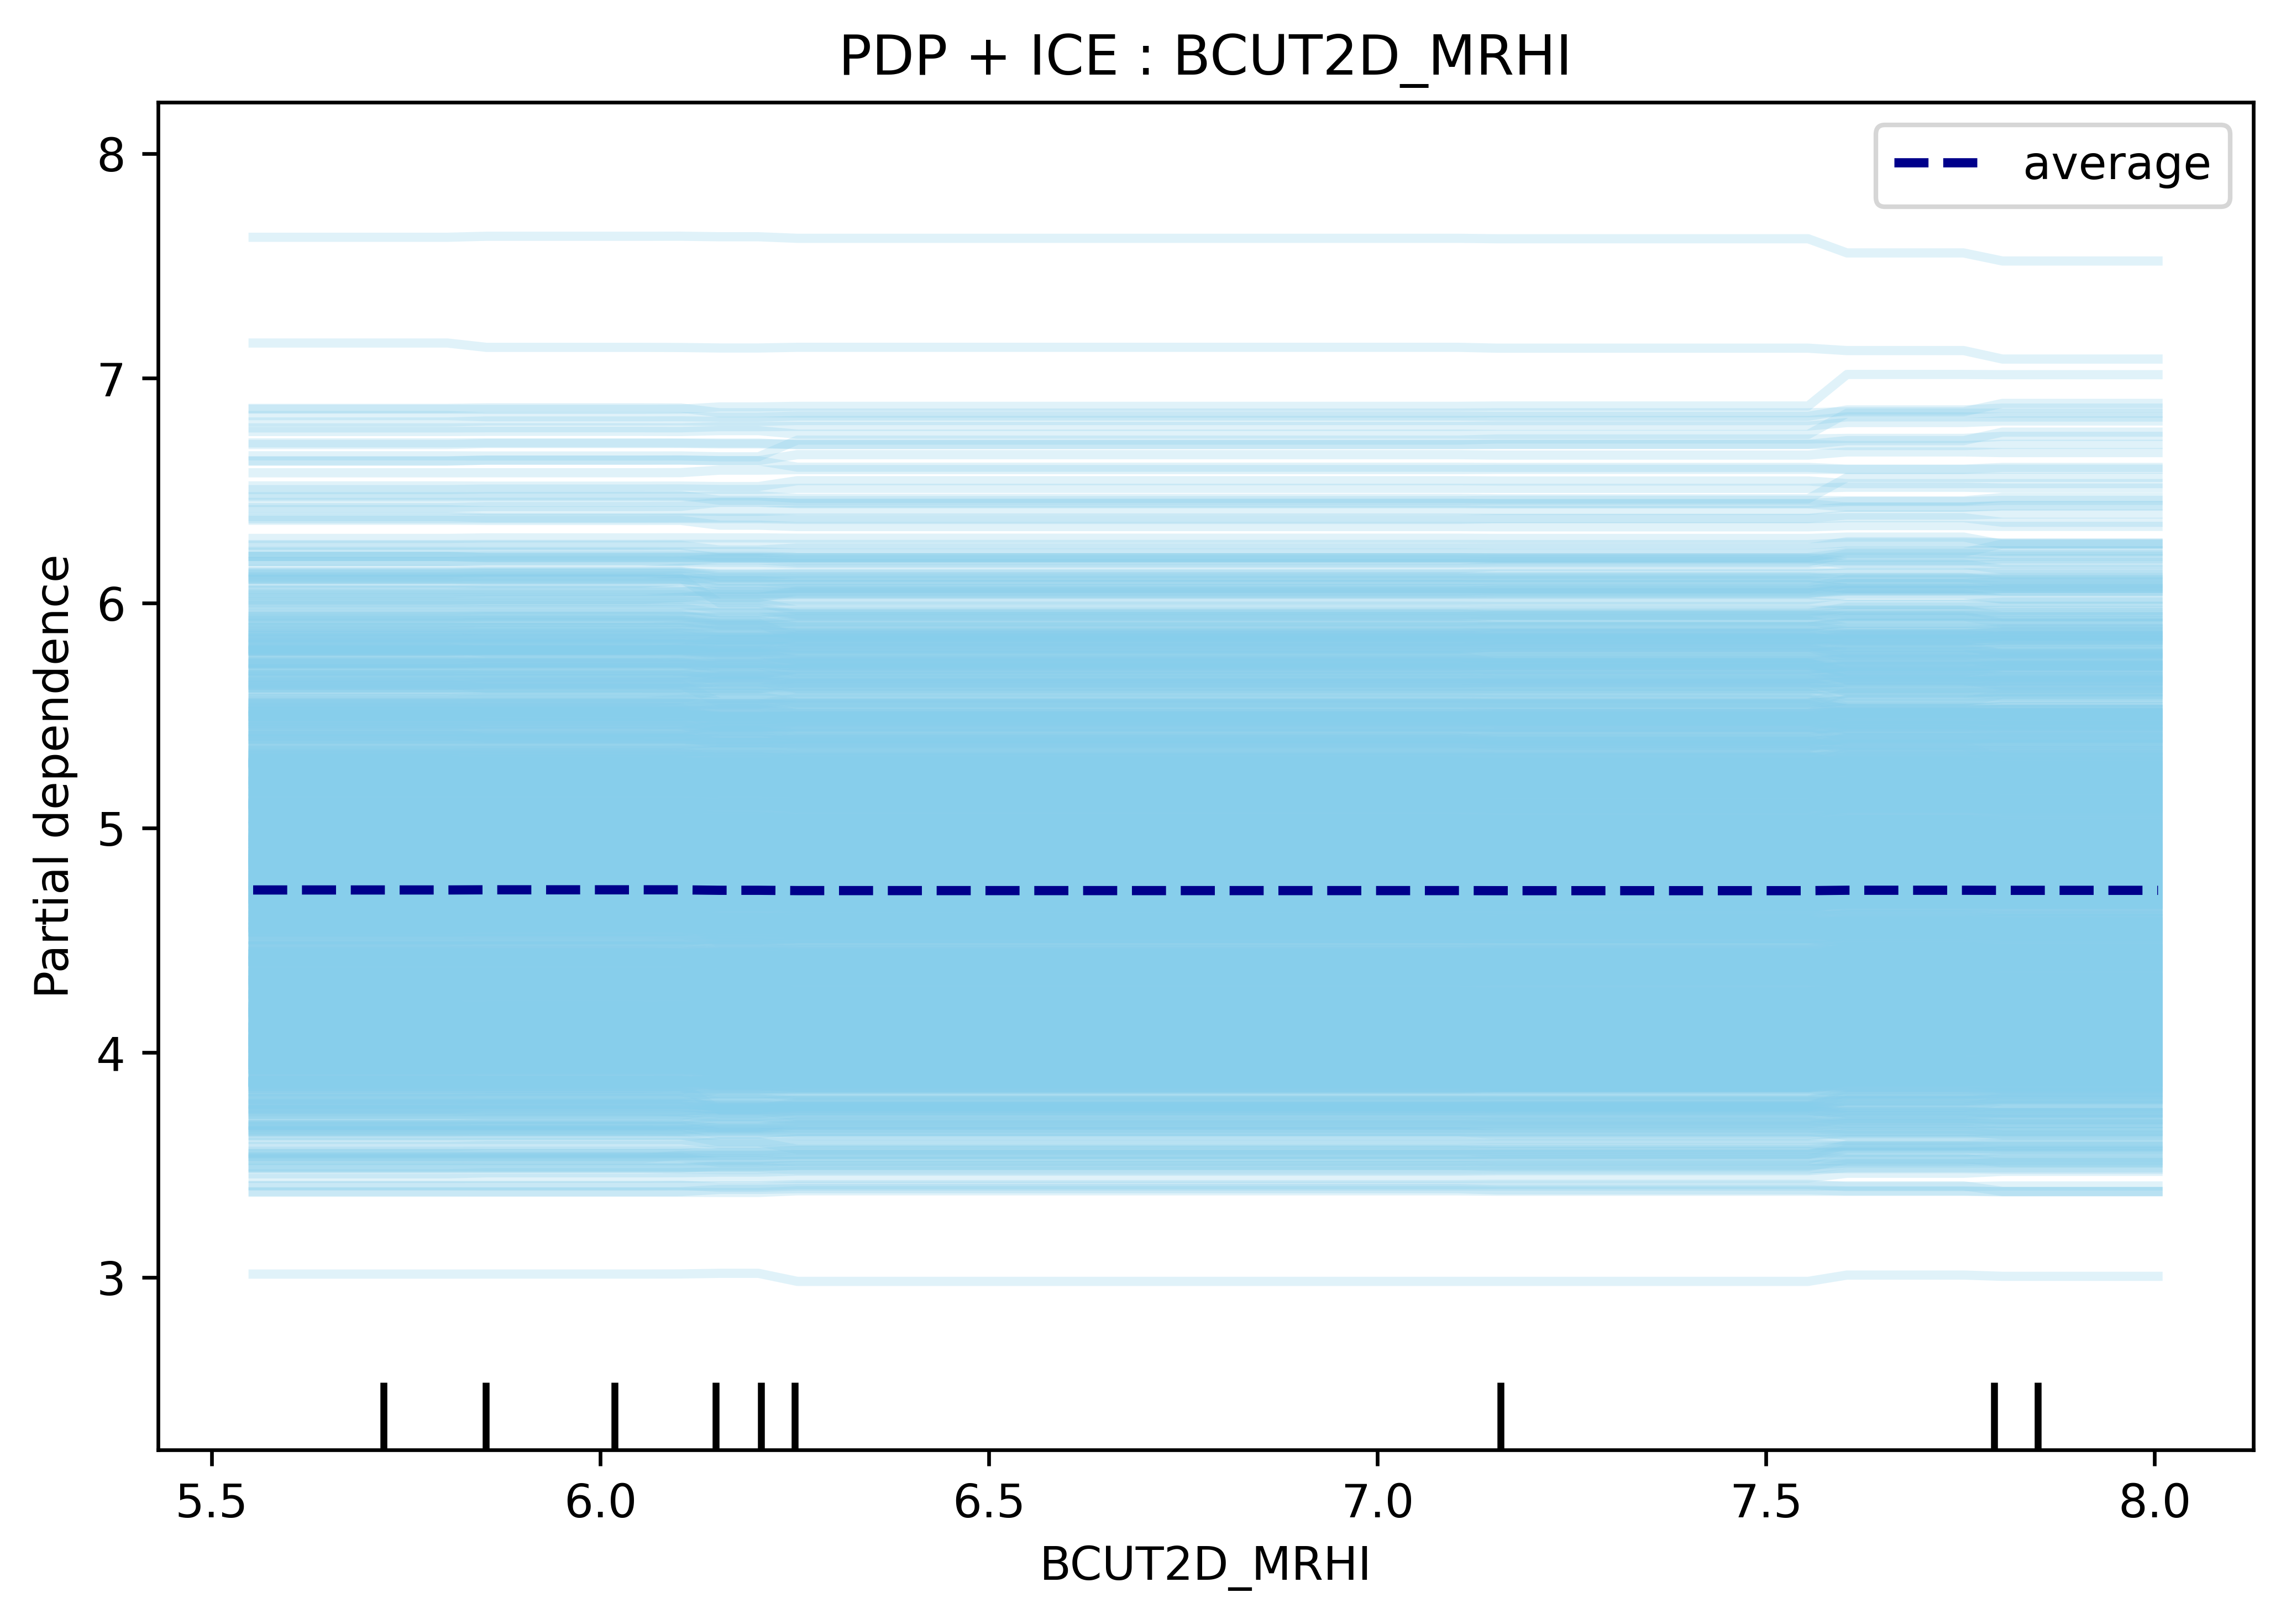 PDP + ICE : BCUT2D_MRHI
average
Partial dependence
8
7
6
5
4
3
5.5 6.0 6.5 7.0 7.5 8.0
BCUT2D_MRHI